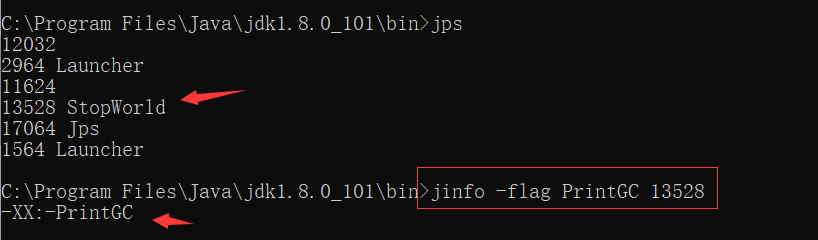 C:\Program Files\Java\jdk1.8.0_101\bin>jps
12032
2964 Launcher
11624
13528 StopWorld
17064 Jps
1564 Launcher
C:\Program Files\Java\jdk1.8.0_101\bin>jinfo -flag PrintGC 13528
-XX:-PrintGC